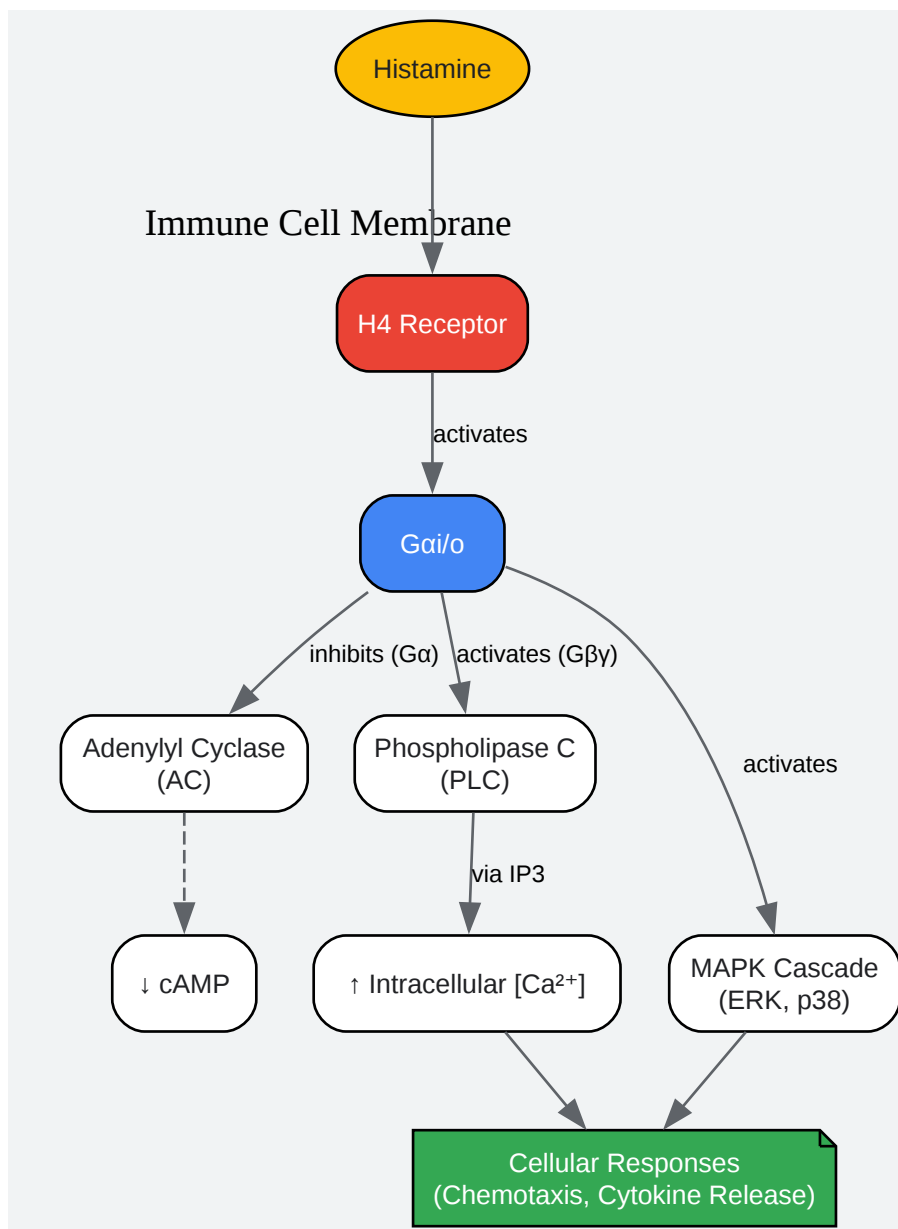 Histamine
Immune Cell Membrane
H4 Receptor
activates
Gαi/o
inhibits (Gα)
activates (Gβγ)
Adenylyl Cyclase
(AC)
Phospholipase C
(PLC)
activates
via IP3
↓ cAMP
↑ Intracellular [Ca²⁺]
MAPK Cascade
(ERK, p38)
Cellular Responses
(Chemotaxis, Cytokine Release)